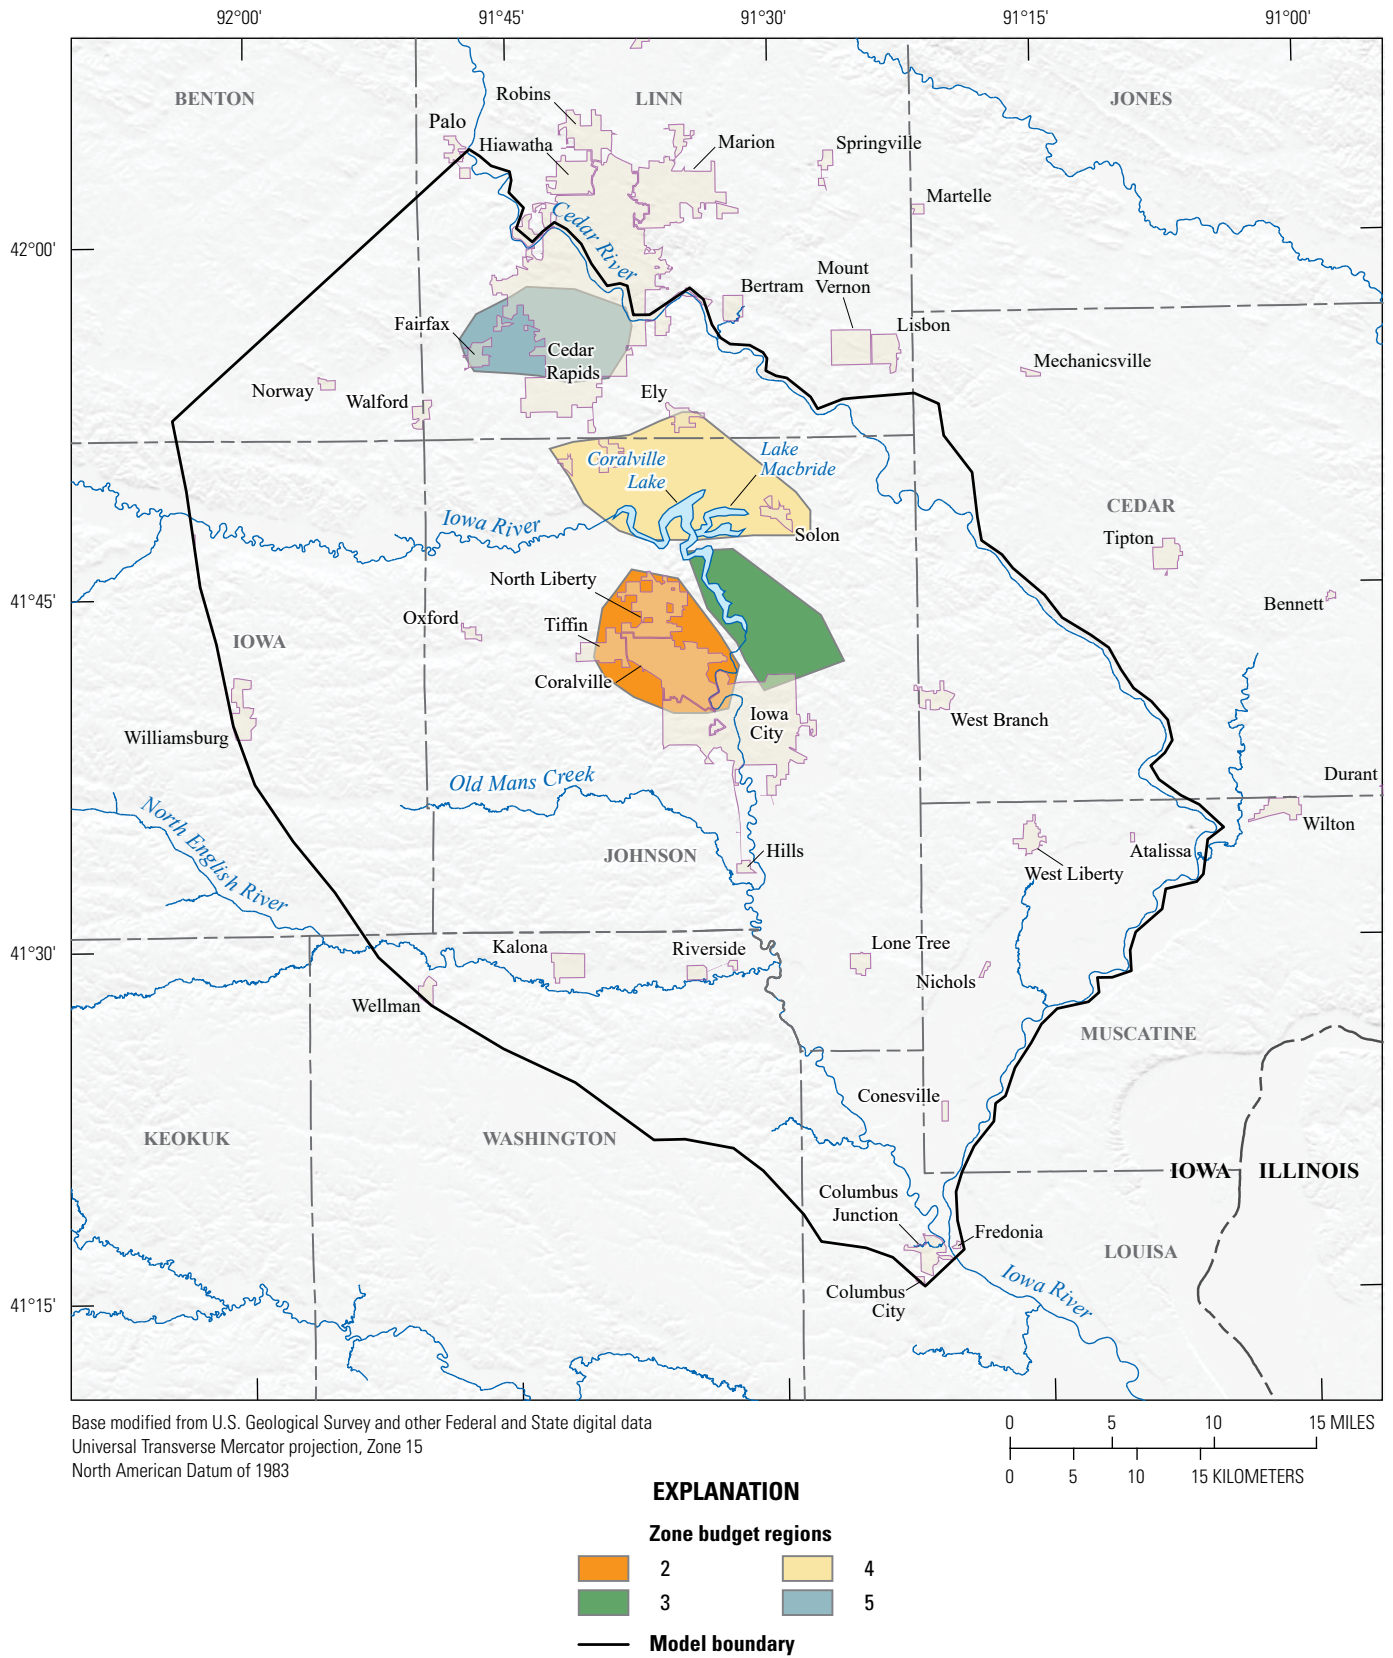 92°00'
91°45'
91°30'
91°15'
91°00'
BENTON
Robins
LINN
JONES
Palo
Hiawatha
Marion
Springville
Martelle
Cedar River
42°00'
Mount
Vernon
Bertram
Lisbon
Fairfax
Cedar
Rapids
Mechanicsville
Norway
Walford
Ely
Coralville
Lake
Lake
Macbride
Iowa River
Solon
CEDAR
Tipton
North Liberty
41°45'
Bennett
Oxford
Tiffin
IOWA
Coralville
Iowa
City
West Branch
Williamsburg
Old Mans Creek
Durant
North English River
Wilton
JOHNSON
Hills
Atalissa
West Liberty
41°30'
Kalona
Riverside
Lone Tree
Nichols
Wellman
MUSCATINE
Conesville
KEOKUK
WASHINGTON
IOWA
ILLINOIS
Columbus
Junction
Fredonia
LOUISA
Iowa River
Columbus
City
41°15'
Base modified from U.S. Geological Survey and other Federal and State digital data
Universal Transverse Mercator projection, Zone 15
North American Datum of 1983
0 5 10 15 MILES
0 5 10 15 KILOMETERS
EXPLANATION
Zone budget regions
2 4
3 5
Model boundary